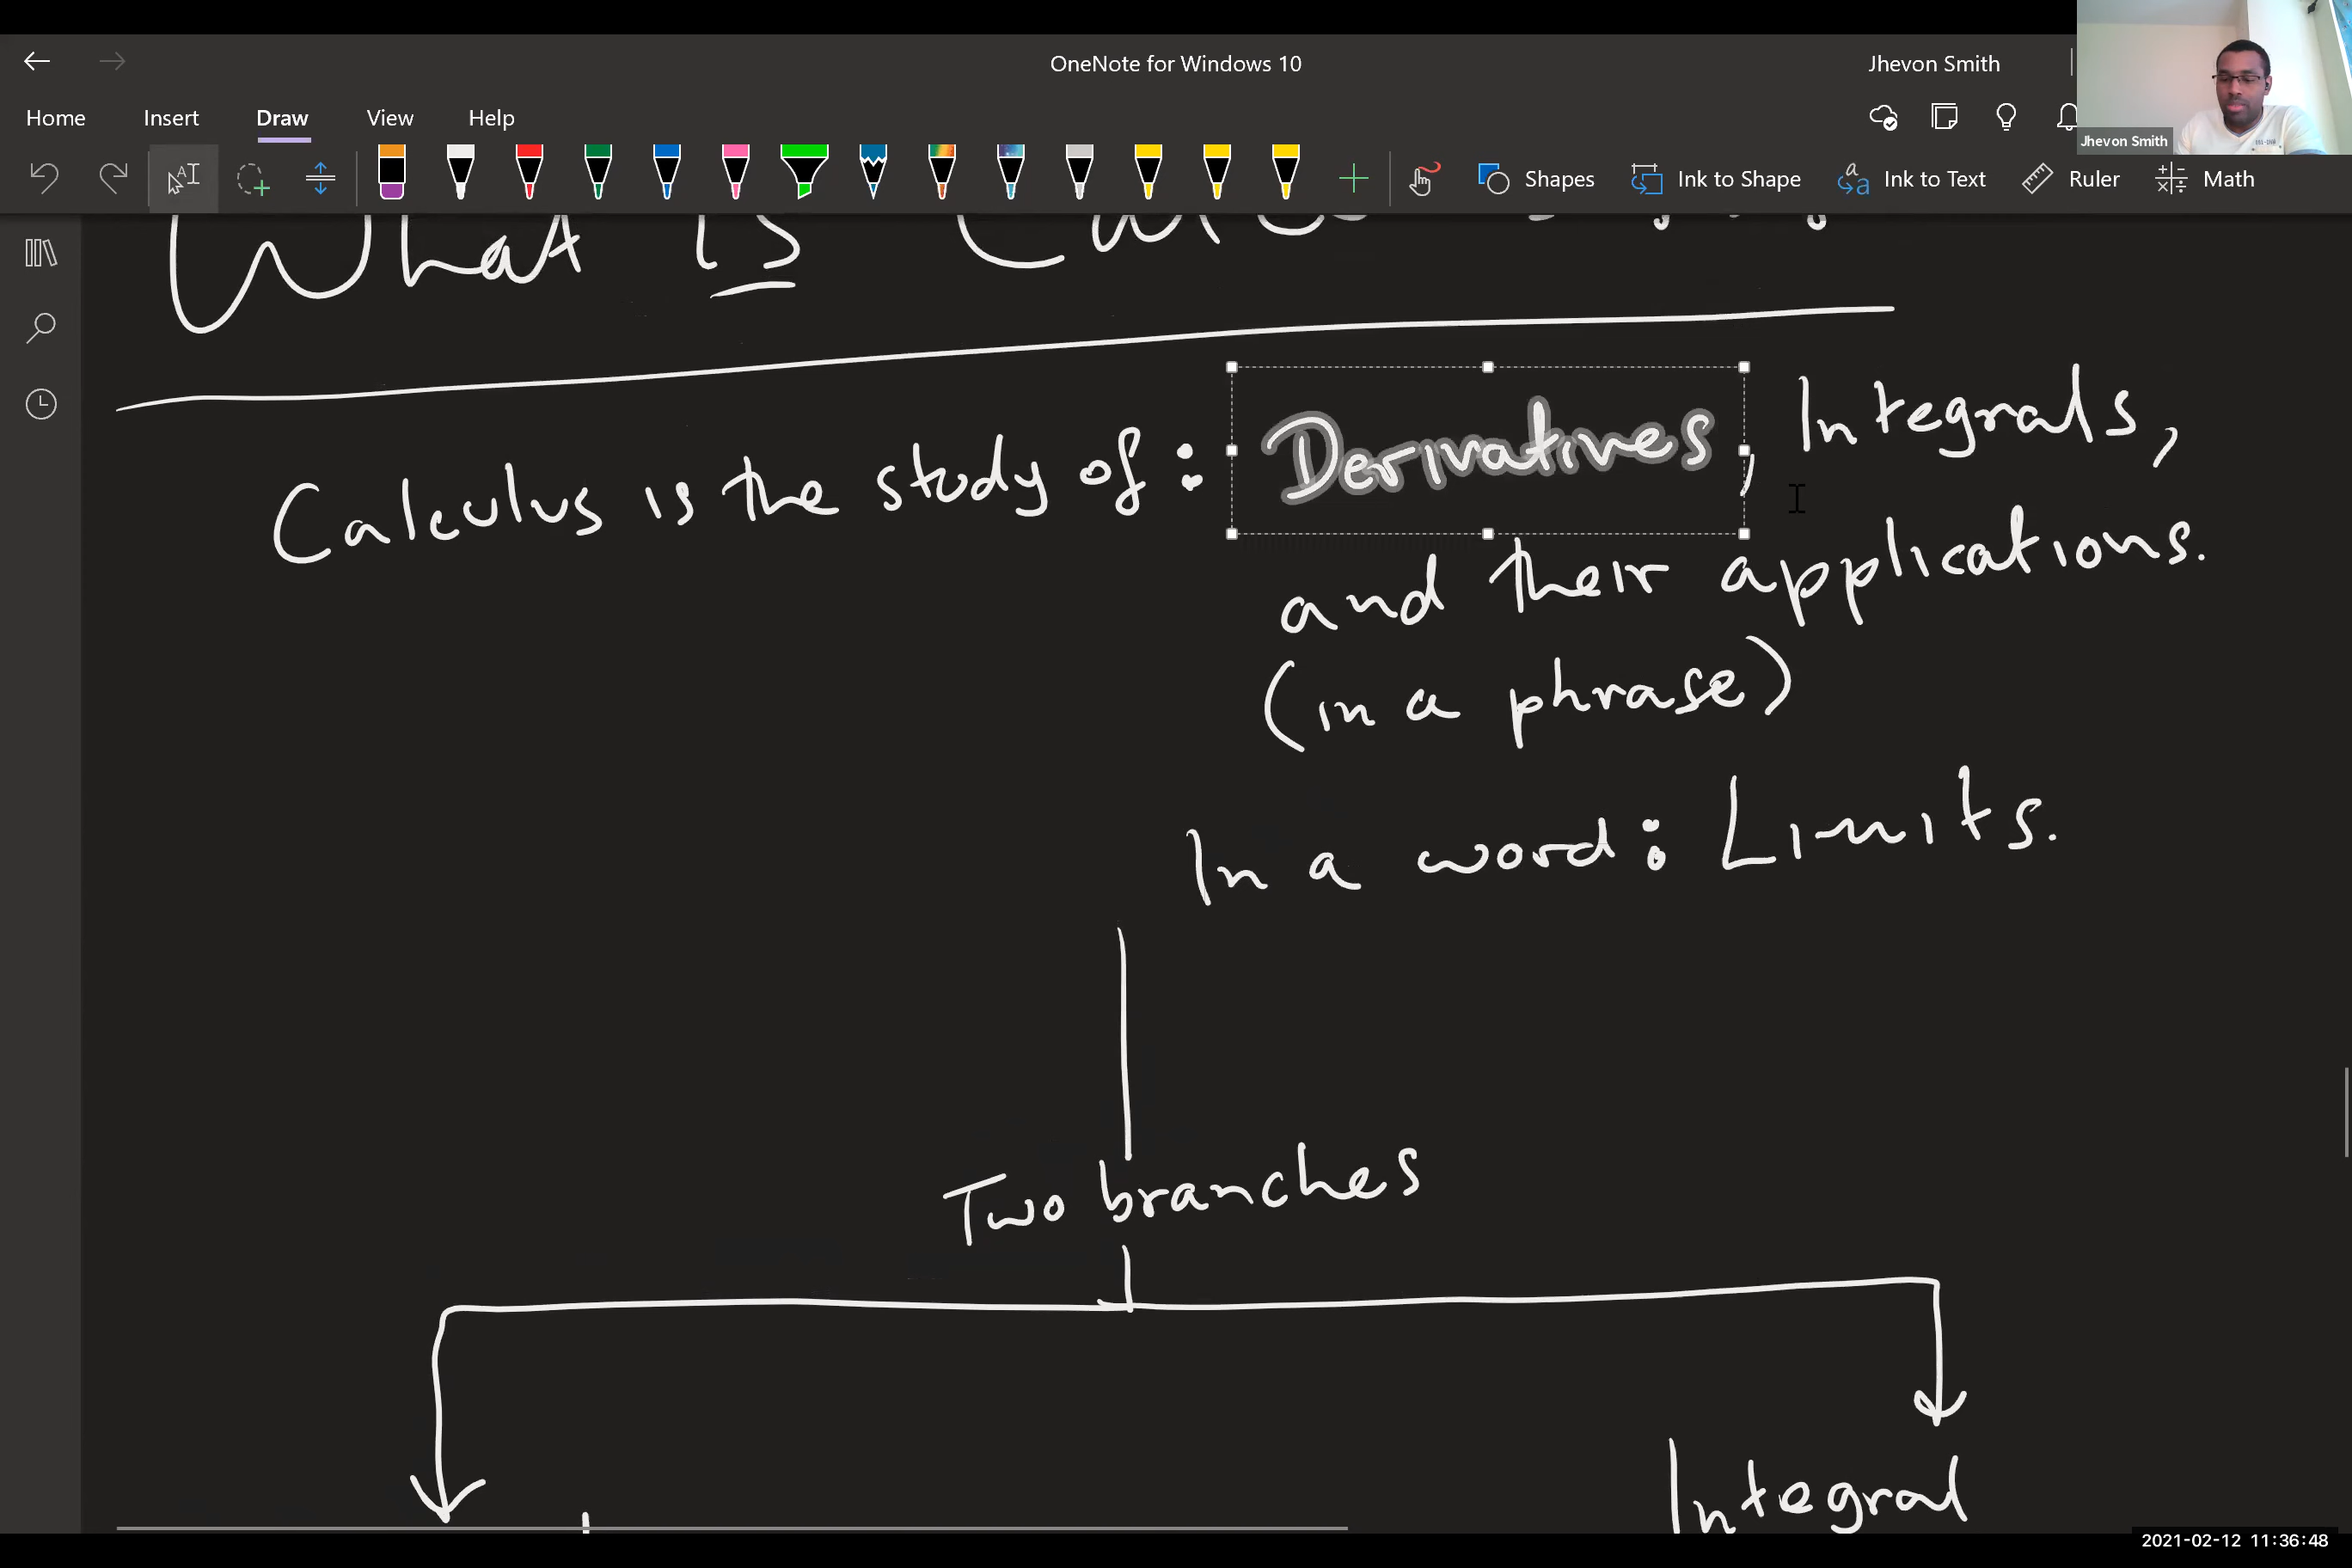 OneNote for Windows 10
Jhevon Smith
Home Insert Draw View Help
Jhevon Smith
Shapes Ink to Shape Ink to Text Ruler Math
What is
Calculus is the study of: Derivatives, Integrals,
and their applications.
(in a phrase)
In a word: Limits.
Two branches
Integral
2021-02-12 11:36:48